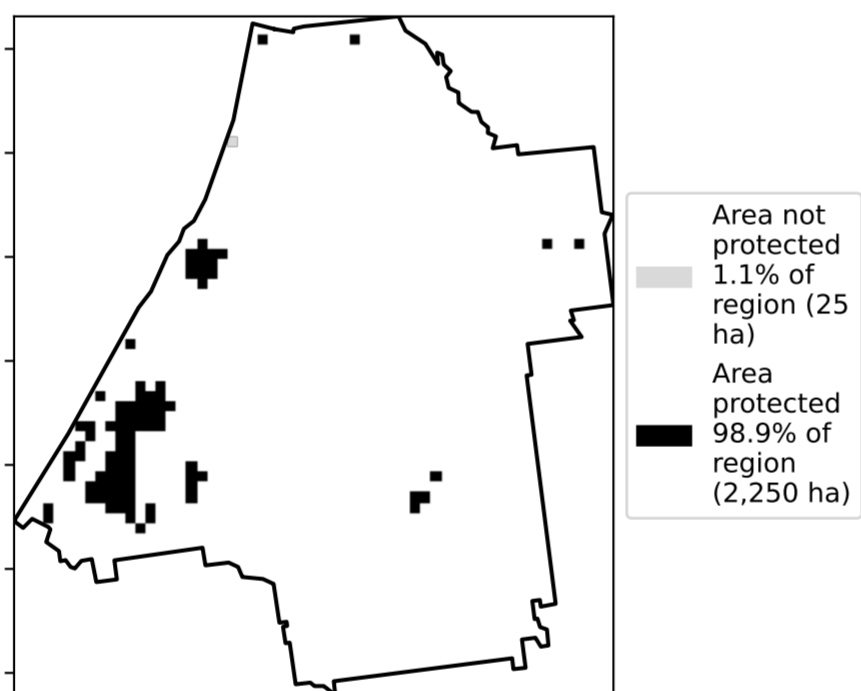 Area not
protected
1.1% of
region (25
ha)
Area
protected
98.9% of
region
(2,250 ha)